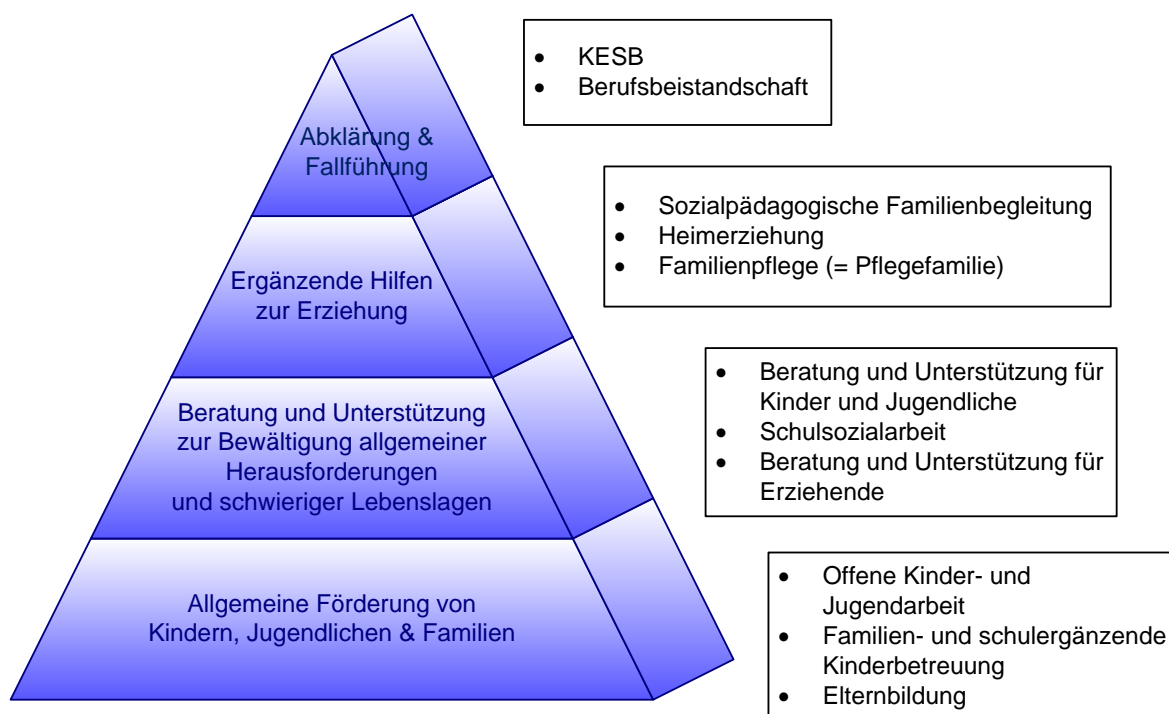 • KESB
• Berufsbeistandschaft
Abklärung &
Fallführung
• Sozialpädagogische Familienbegleitung
• Heimerziehung
• Familienpflege (= Pflegefamilie)
Ergänzende Hilfen
zur Erziehung
• Beratung und Unterstützung für
Kinder und Jugendliche
• Schulsozialarbeit
• Beratung und Unterstützung für
Erziehende
Beratung und Unterstützung
zur Bewältigung allgemeiner
Herausforderungen
und schwieriger Lebenslagen
• Offene Kinder- und
Jugendarbeit
• Familien- und schulergänzende
Kinderbetreuung
• Elternbildung
Allgemeine Förderung von
Kindern, Jugendlichen & Familien